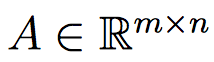 A ∈ ℝ^{m×n}